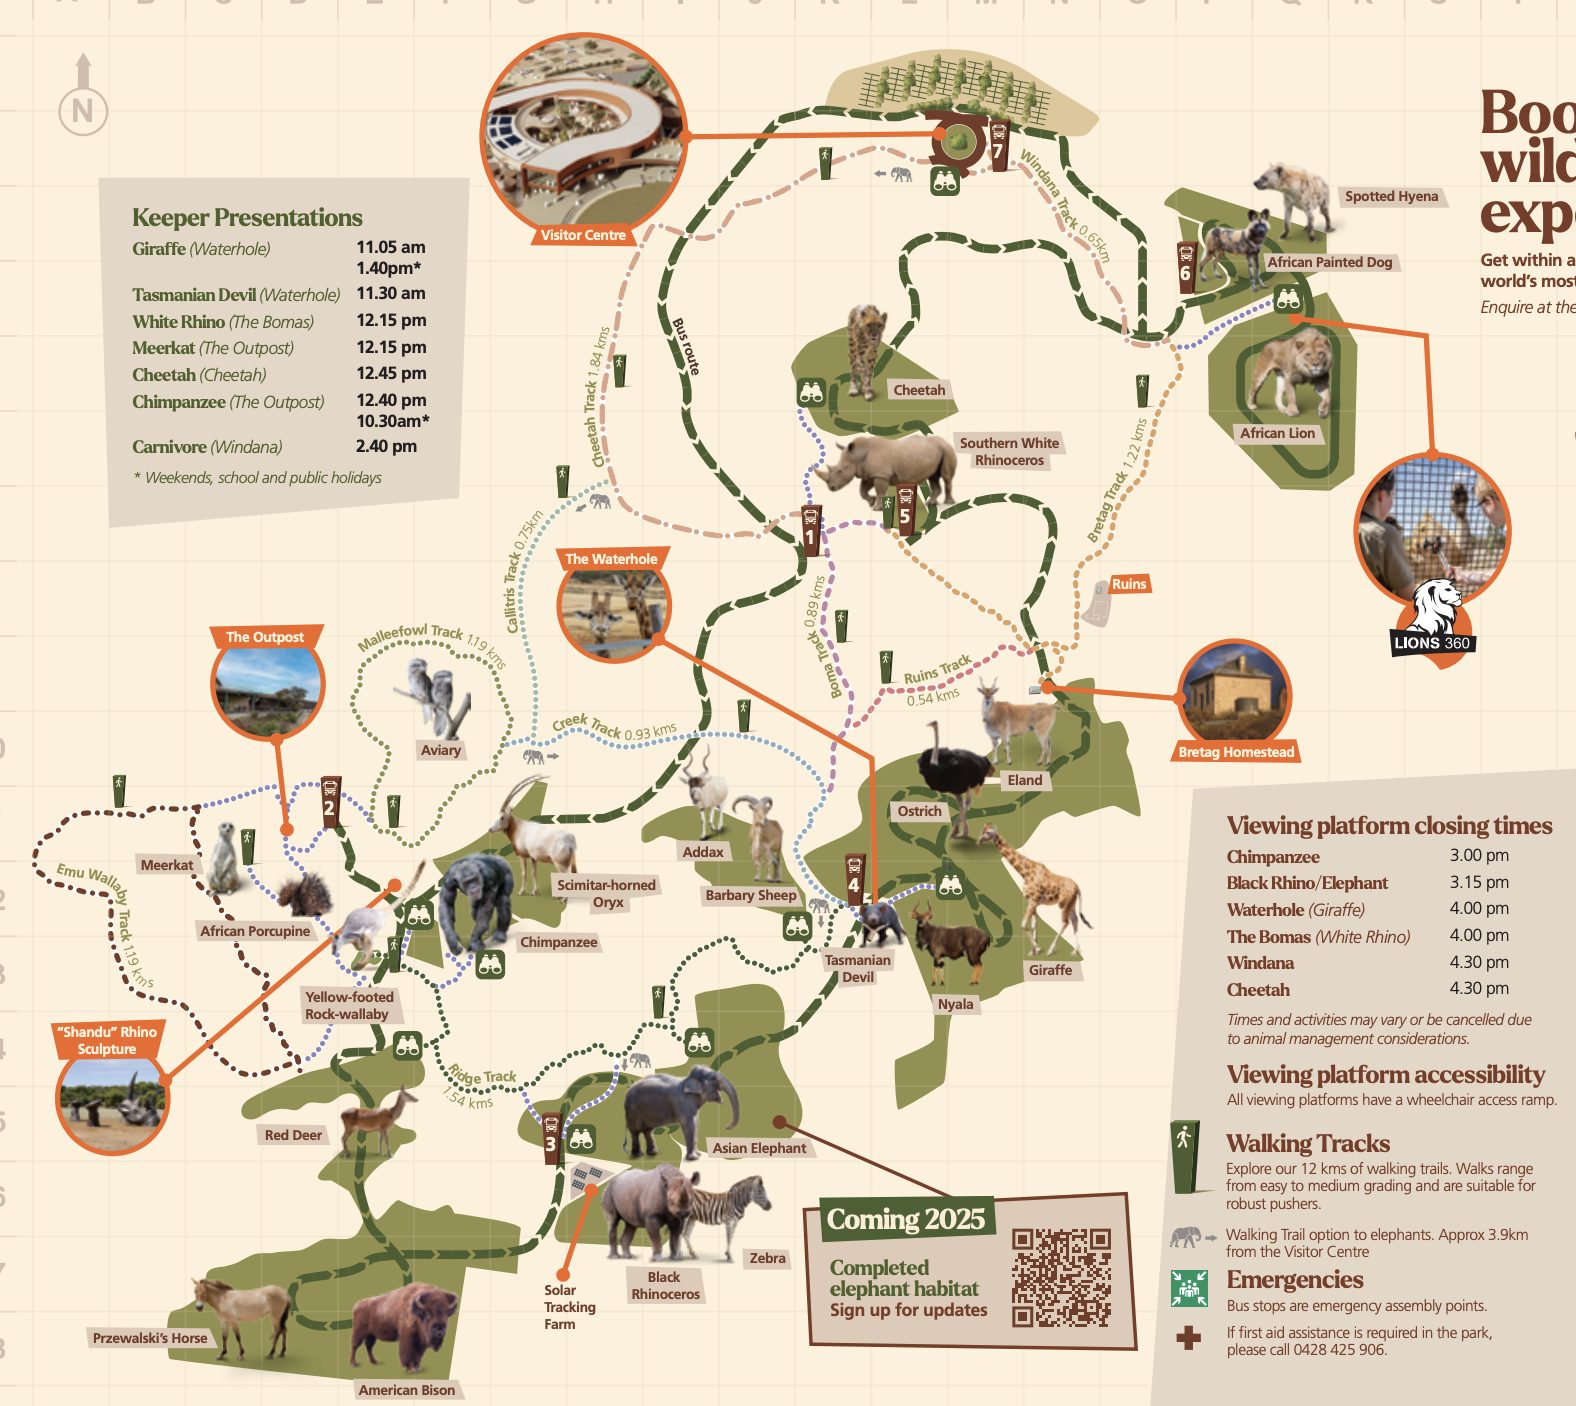 N
Keeper Presentations
Giraffe (Waterhole) 11.05 am
1.40pm*
Tasmanian Devil (Waterhole) 11.30 am
White Rhino (The Bomas) 12.15 pm
Meerkat (The Outpost) 12.15 pm
Cheetah (Cheetah) 12.45 pm
Chimpanzee (The Outpost) 12.40 pm
10.30am*
Carnivore (Windana) 2.40 pm
* Weekends, school and public holidays
Visitor Centre
7
Windana Track 0.65km
Spotted Hyena
African Painted Dog
6
Boo
wild
exp
Get within a
world's most
Enquire at the
Bus route
Cheetah Track 1.84 kms
Cheetah
African Lion
Southern White
Rhinoceros
5
1
Bretag Track 1.22 kms
Callitris Track 0.75km
The Waterhole
Boma Track 0.89 kms
Ruins
LIONS 360
The Outpost
Malleefowl Track 1.19 kms
Ruins Track
0.54 kms
Aviary
Creek Track 0.93 kms
Bretag Homestead
Eland
Ostrich
2
Meerkat
Emu Wallaby Track 1.19 kms
African Porcupine
Scimitar-horned
Oryx
Chimpanzee
Addax
Barbary Sheep
4
Tasmanian
Devil
Nyala
Giraffe
Yellow-footed
Rock-wallaby
"Shandu" Rhino
Sculpture
Ridge Track
1.54 kms
Red Deer
3
Asian Elephant
Zebra
Black
Rhinoceros
Solar
Tracking
Farm
Przewalski's Horse
American Bison
Coming 2025
Completed
elephant habitat
Sign up for updates
Viewing platform closing times
Chimpanzee 3.00 pm
Black Rhino/Elephant 3.15 pm
Waterhole (Giraffe) 4.00 pm
The Bomas (White Rhino) 4.00 pm
Windana 4.30 pm
Cheetah 4.30 pm
Times and activities may vary or be cancelled due
to animal management considerations.
Viewing platform accessibility
All viewing platforms have a wheelchair access ramp.
Walking Tracks
Explore our 12 kms of walking trails. Walks range
from easy to medium grading and are suitable for
robust pushers.
Walking Trail option to elephants. Approx 3.9km
from the Visitor Centre
Emergencies
Bus stops are emergency assembly points.
If first aid assistance is required in the park,
please call 0428 425 906.